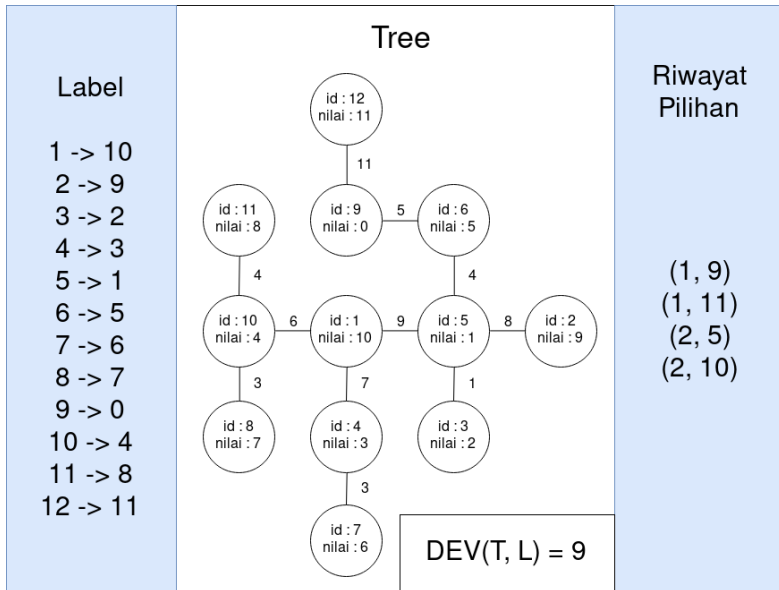 Label
1 -> 10
2 -> 9
3 -> 2
4 -> 3
5 -> 1
6 -> 5
7 -> 6
8 -> 7
9 -> 0
10 -> 4
11 -> 8
12 -> 11
Tree
id : 12
nilai : 11
11
id : 11
nilai : 8
id : 9
nilai : 0
5
id : 6
nilai : 5
4
4
id : 10
nilai : 4
6
id : 1
nilai : 10
9
id : 5
nilai : 1
8
id : 2
nilai : 9
3
7
1
id : 8
nilai : 7
id : 4
nilai : 3
id : 3
nilai : 2
3
id : 7
nilai : 6
DEV(T, L) = 9
Riwayat
Pilihan
(1, 9)
(1, 11)
(2, 5)
(2, 10)